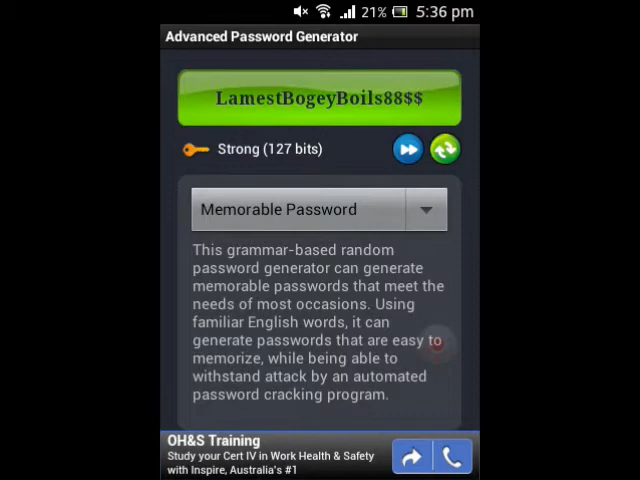 21% 5:36 pm
Advanced Password Generator
LamestBogeyBoils88$$
Strong (127 bits)
Memorable Password
This grammar-based random
password generator can generate
memorable passwords that meet the
needs of most occasions. Using
familiar English words, it can
generate passwords that are easy to
memorize, while being able to
withstand attack by an automated
password cracking program.
OH&S Training
Study your Cert IV in Work Health & Safety
with Inspire, Australia's #1